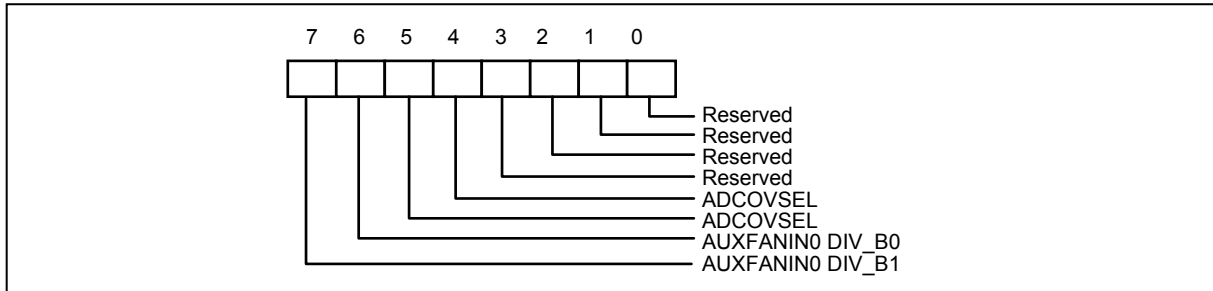 7 6 5 4 3 2 1 0
Reserved
Reserved
Reserved
Reserved
ADCOVSEL
ADCOVSEL
AUXFANIN0 DIV_B0
AUXFANIN0 DIV_B1